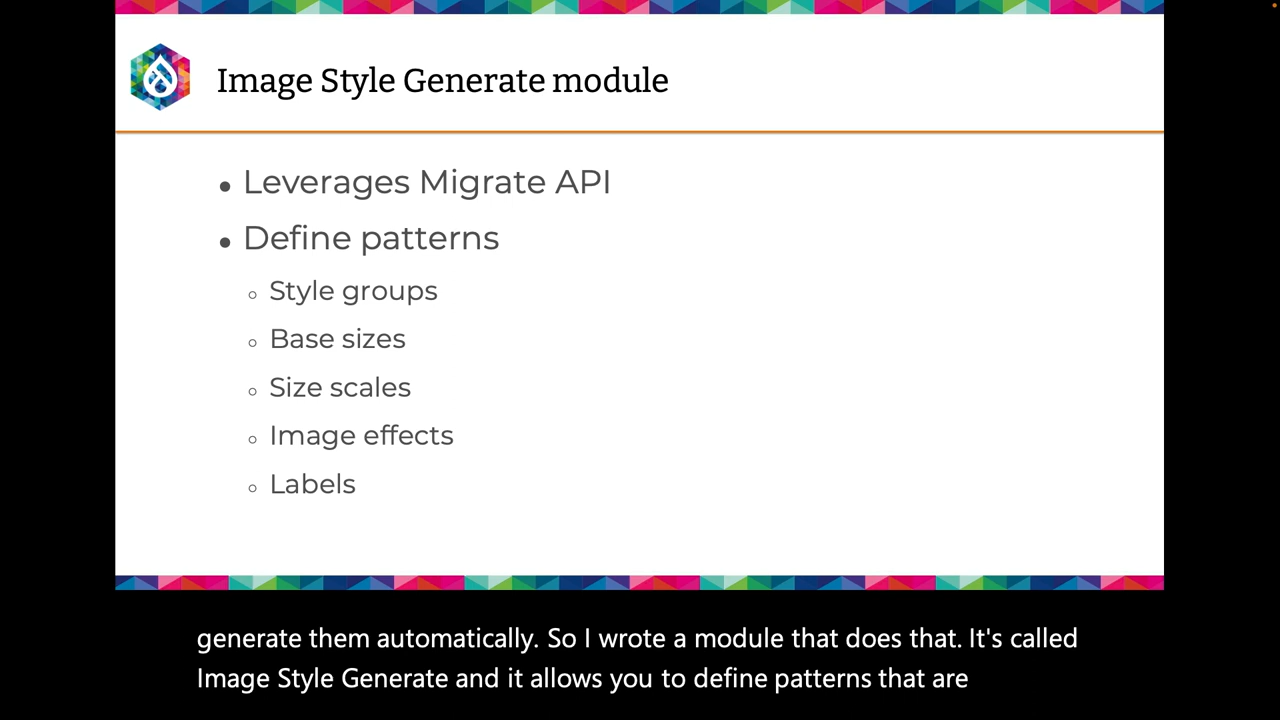 Image Style Generate module
● Leverages Migrate API
● Define patterns
○ Style groups
○ Base sizes
○ Size scales
○ Image effects
○ Labels
generate them automatically. So I wrote a module that does that. It's called
Image Style Generate and it allows you to define patterns that are